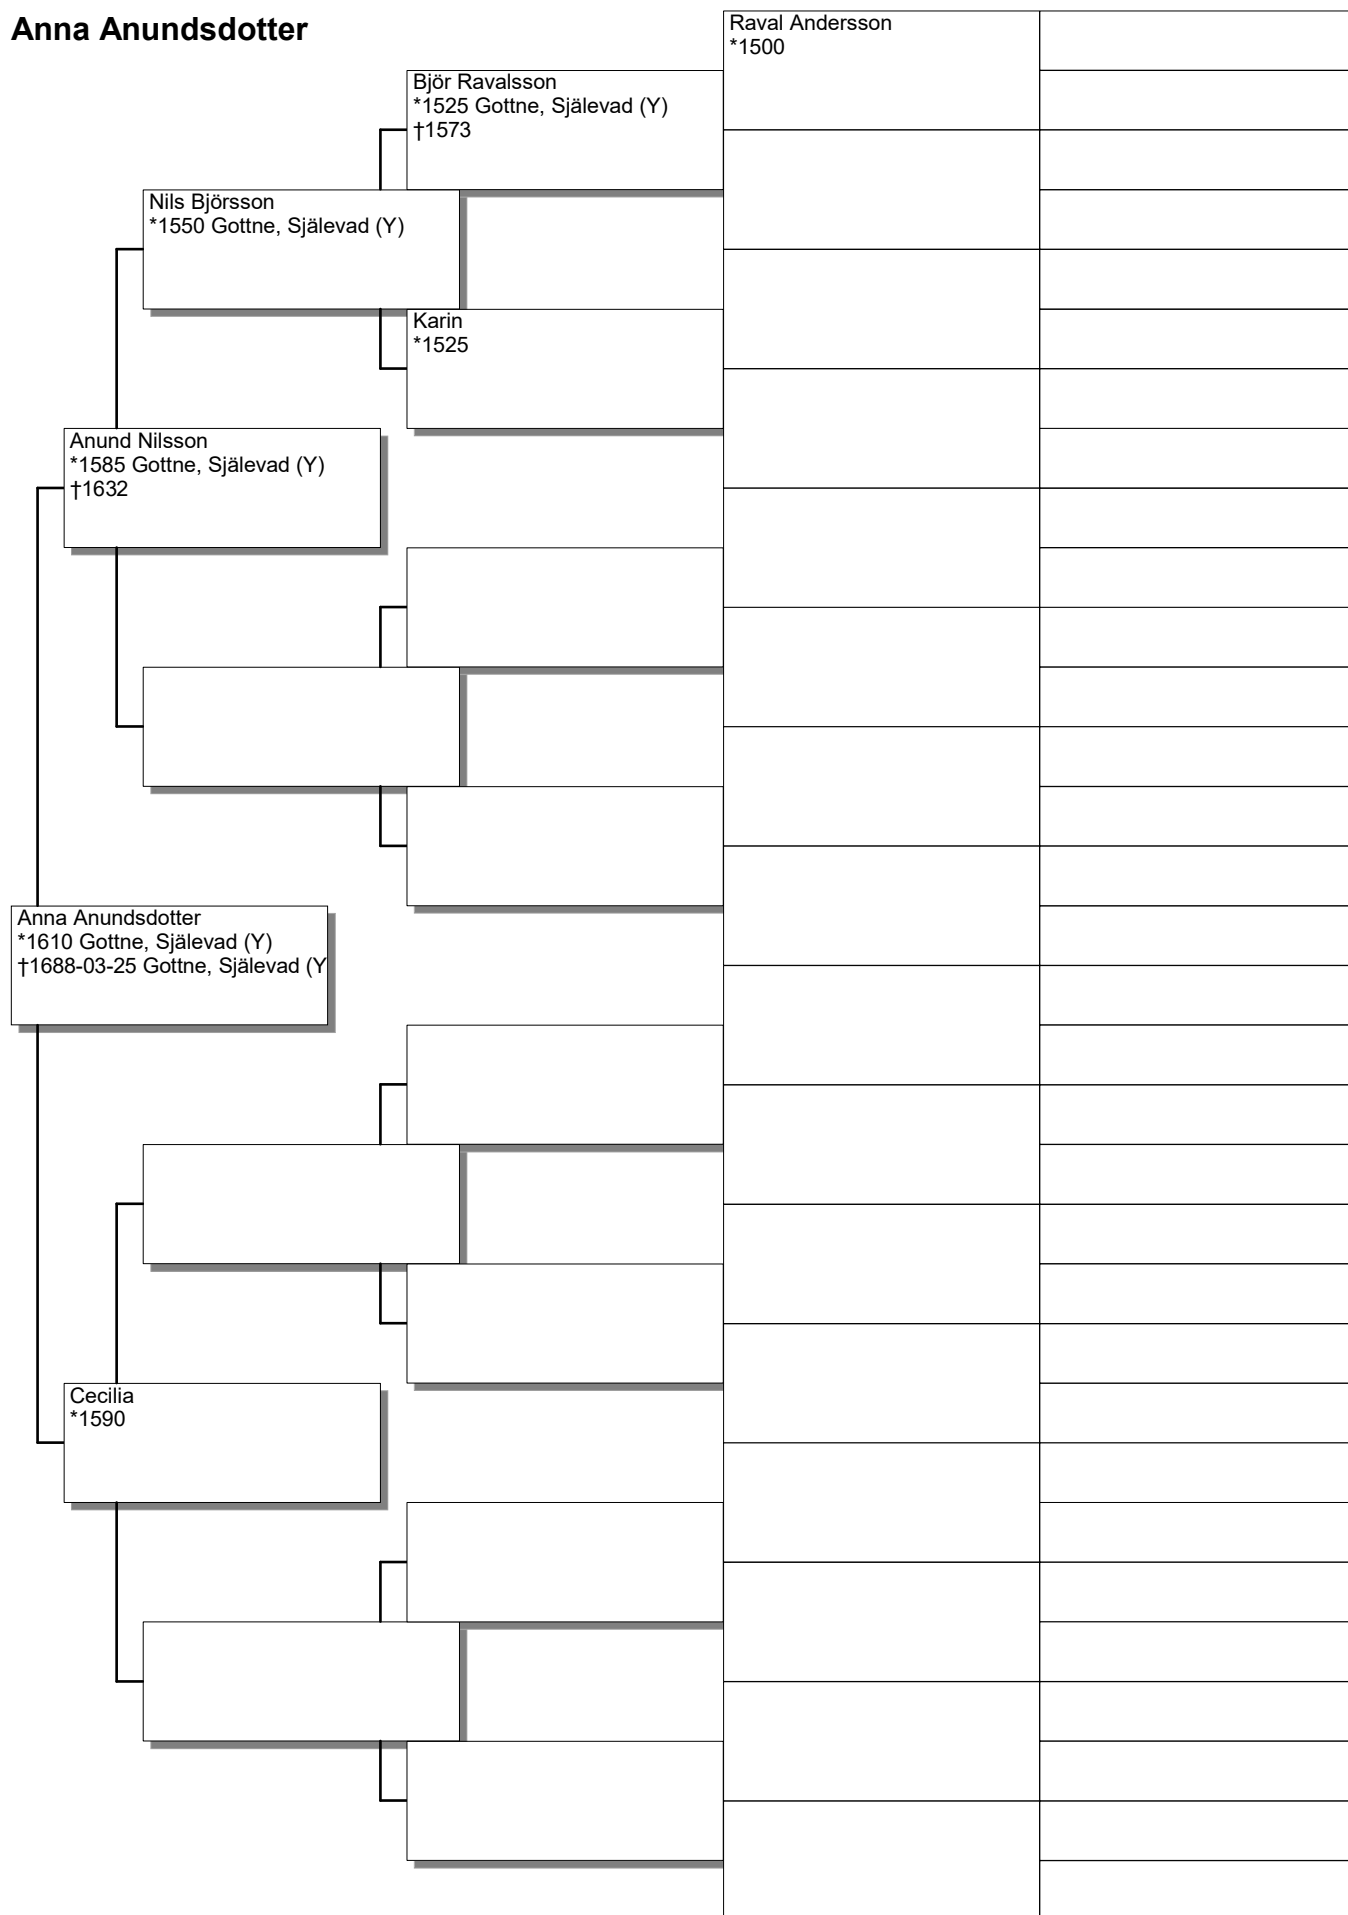 Anna Anundsdotter
Raval Andersson
*1500
Björ Ravalsson
*1525 Gottne, Själevad (Y)
†1573
Nils Björsson
*1550 Gottne, Själevad (Y)
Karin
*1525
Anund Nilsson
*1585 Gottne, Själevad (Y)
†1632
Anna Anundsdotter
*1610 Gottne, Själevad (Y)
†1688-03-25 Gottne, Själevad (Y
Cecilia
*1590